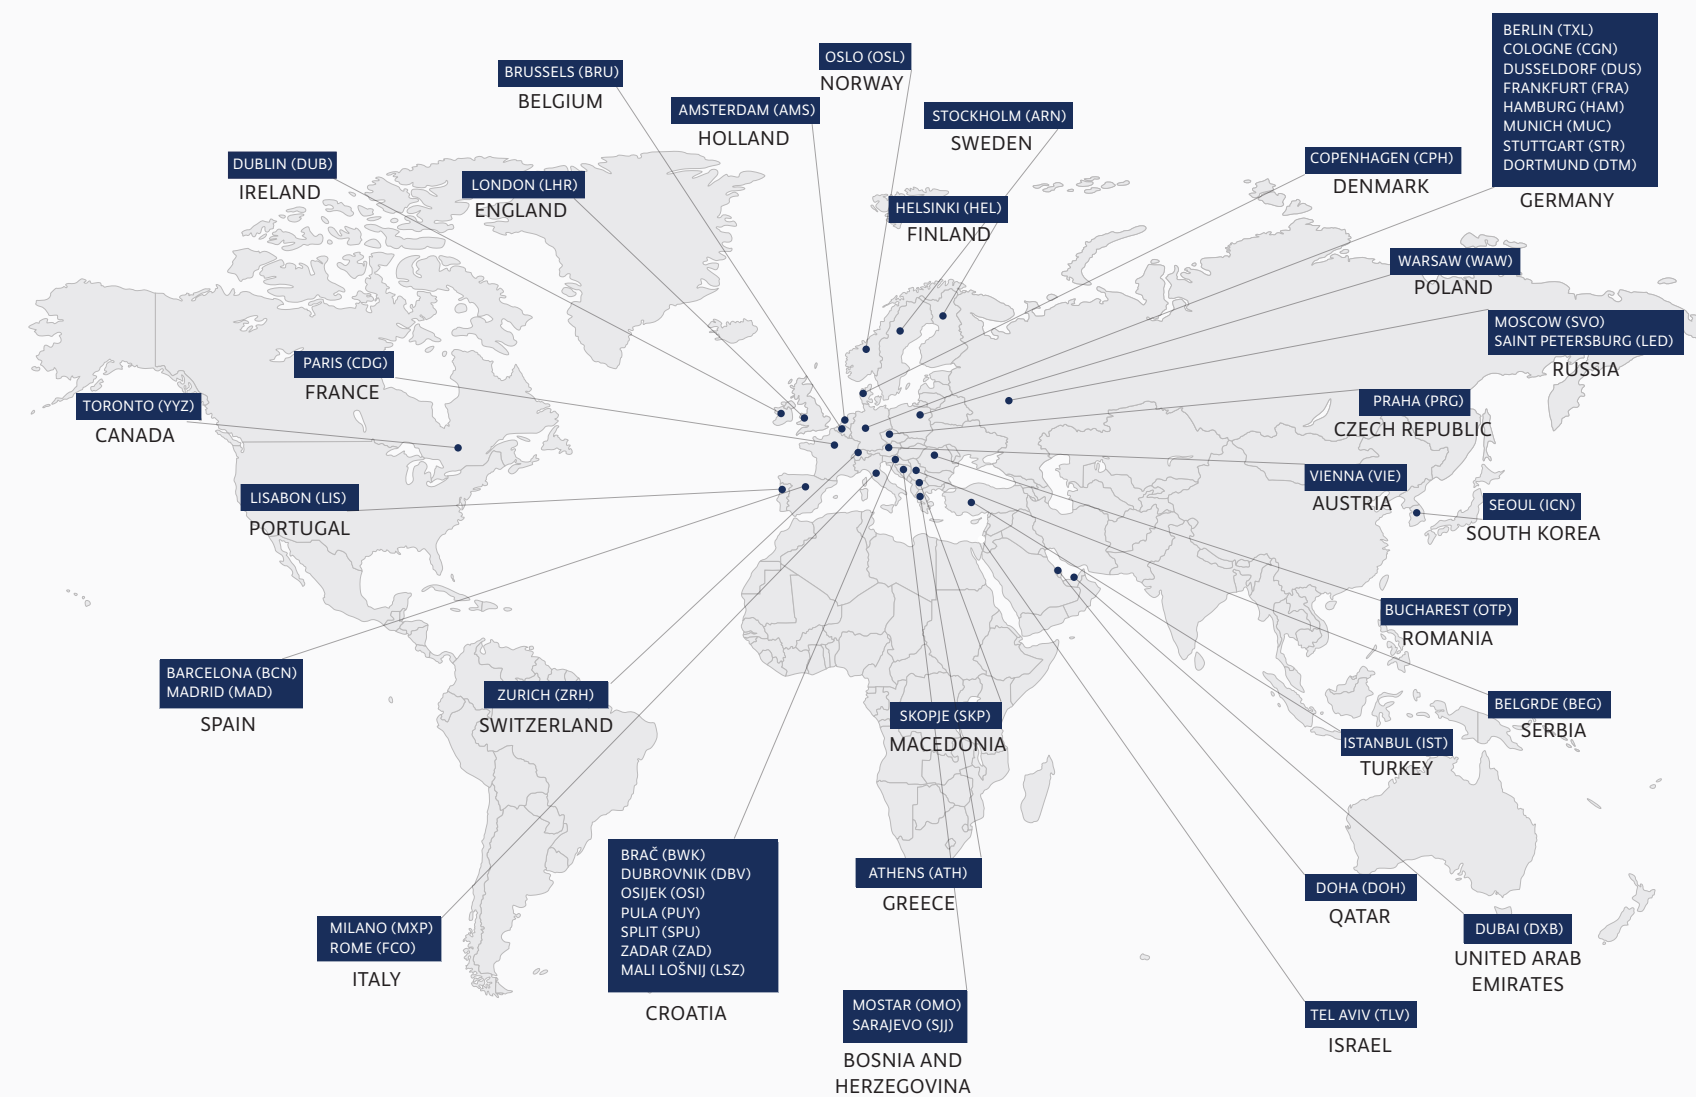 OSLO (OSL)
NORWAY
BRUSSELS (BRU)
BELGIUM
AMSTERDAM (AMS)
HOLLAND
STOCKHOLM (ARN)
SWEDEN
BERLIN (TXL)
COLOGNE (CGN)
DUSSELDORF (DUS)
FRANKFURT (FRA)
HAMBURG (HAM)
MUNICH (MUC)
STUTTGART (STR)
DORTMUND (DTM)
GERMANY
DUBLIN (DUB)
IRELAND
LONDON (LHR)
ENGLAND
HELSINKI (HEL)
FINLAND
COPENHAGEN (CPH)
DENMARK
WARSAW (WAW)
POLAND
MOSCOW (SVO)
SAINT PETERSBURG (LED)
RUSSIA
PARIS (CDG)
FRANCE
TORONTO (YYZ)
CANADA
PRAHA (PRG)
CZECH REPUBLIC
LISABON (LIS)
PORTUGAL
VIENNA (VIE)
AUSTRIA
SEOUL (ICN)
SOUTH KOREA
BUCHAREST (OTP)
ROMANIA
BARCELONA (BCN)
MADRID (MAD)
SPAIN
ZURICH (ZRH)
SWITZERLAND
SKOPJE (SKP)
MACEDONIA
BELGRDE (BEG)
SERBIA
ISTANBUL (IST)
TURKEY
MILANO (MXP)
ROME (FCO)
ITALY
BRAČ (BWK)
DUBROVNIK (DBV)
OSIJEK (OSI)
PULA (PUY)
SPLIT (SPU)
ZADAR (ZAD)
MALI LOŠNIJ (LSZ)
CROATIA
ATHENS (ATH)
GREECE
DOHA (DOH)
QATAR
DUBAI (DXB)
UNITED ARAB
EMIRATES
MOSTAR (OMO)
SARAJEVO (SJJ)
BOSNIA AND
HERZEGOVINA
TEL AVIV (TLV)
ISRAEL